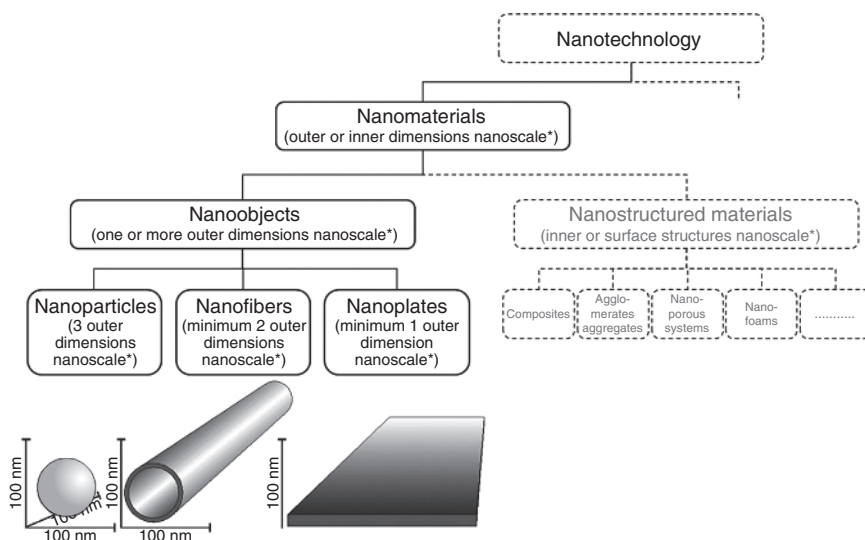 Nanotechnology
Nanomaterials
(outer or inner dimensions nanoscale*)
Nanoobjects
(one or more outer dimensions nanoscale*)
Nanostructured materials
(inner or surface structures nanoscale*)
Nanoparticles
(3 outer
dimensions
nanoscale*)
Nanofibers
(minimum 2 outer
dimensions
nanoscale*)
Nanoplates
(minimum 1 outer
dimension
nanoscale*)
Composites
Agglo-
merates
aggregates
Nano-
porous
systems
Nano-
foams
...........
100 nm
100 nm
100 nm
100 nm
100 nm
100 nm